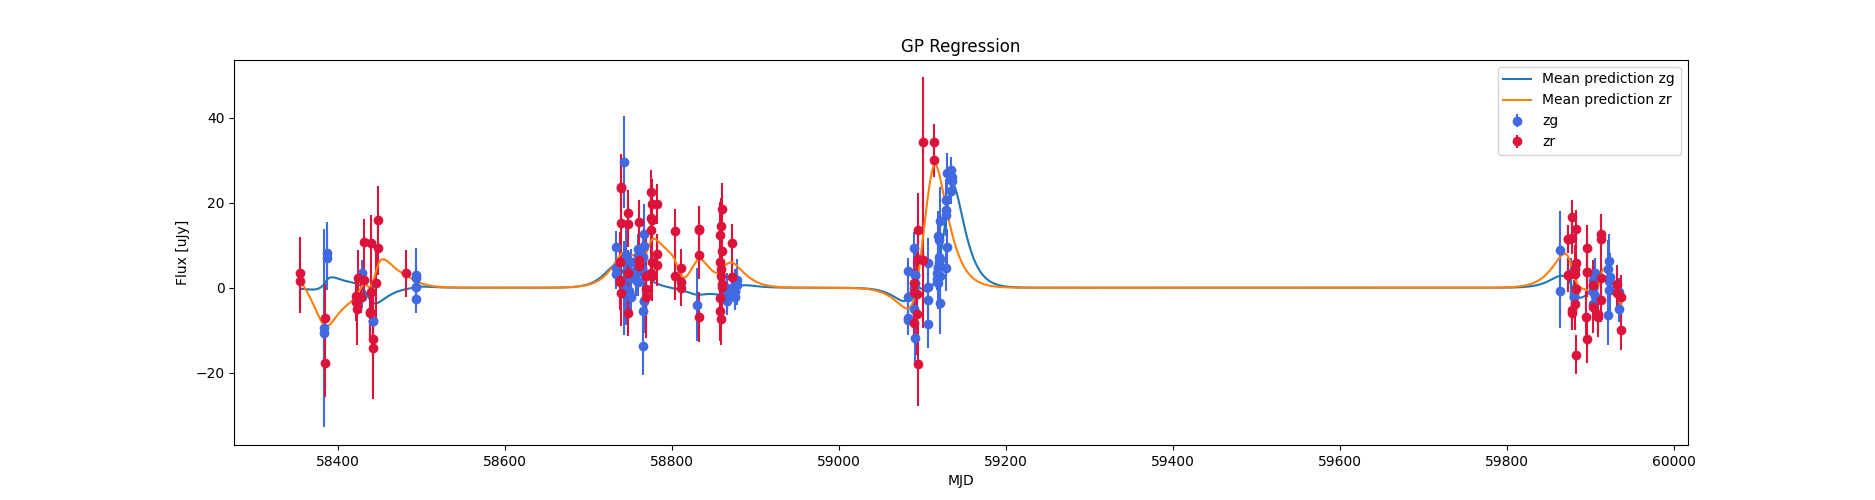 GP Regression
Mean prediction zg
Mean prediction zr
zg
zr
Flux [uJy]
40
20
0
−20
58400 58600 58800 59000 59200 59400 59600 59800 60000
MJD